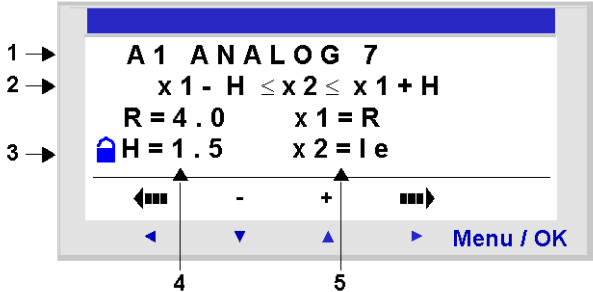 1 A1 ANALOG 7
2 x1 - H ≤ x2 ≤ x1 + H
R = 4 . 0 x1 = R
3 H = 1 . 5 x2 = I e
- +
Menu / OK
4 5